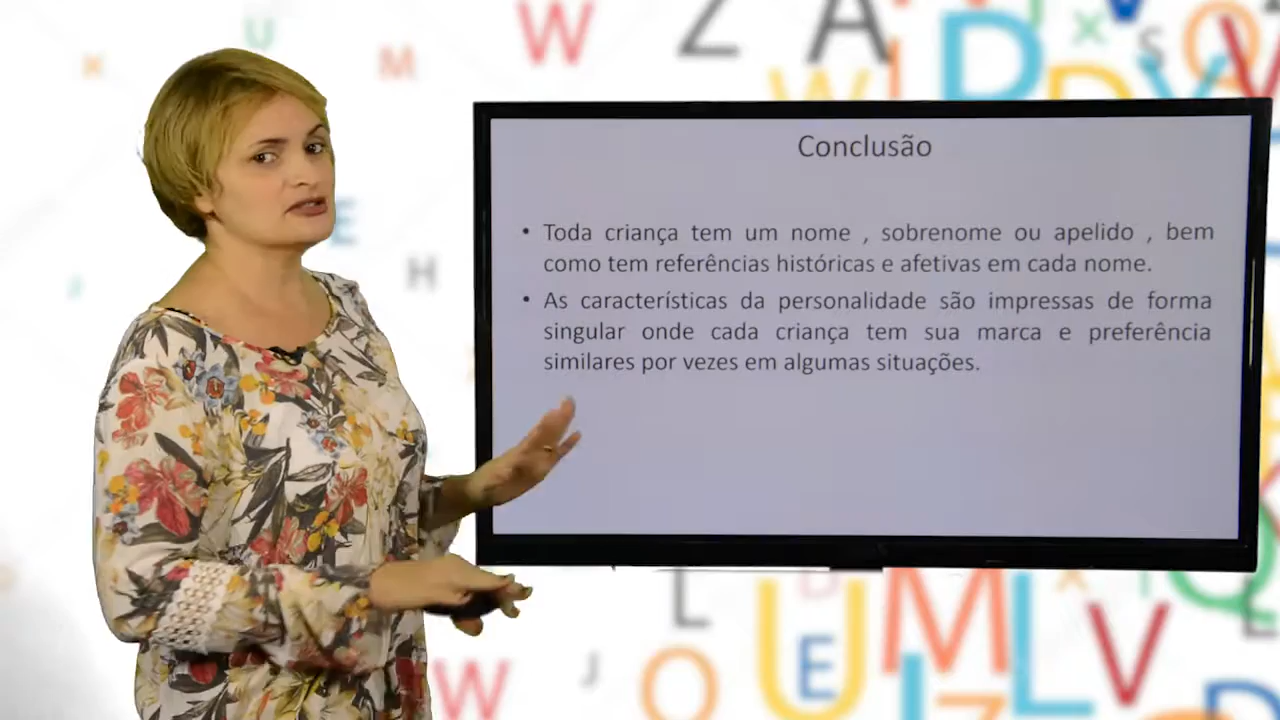 Conclusão
• Toda criança tem um nome , sobrenome ou apelido , bem
como tem referências históricas e afetivas em cada nome.
• As características da personalidade são impressas de forma
singular onde cada criança tem sua marca e preferência
similares por vezes em algumas situações.